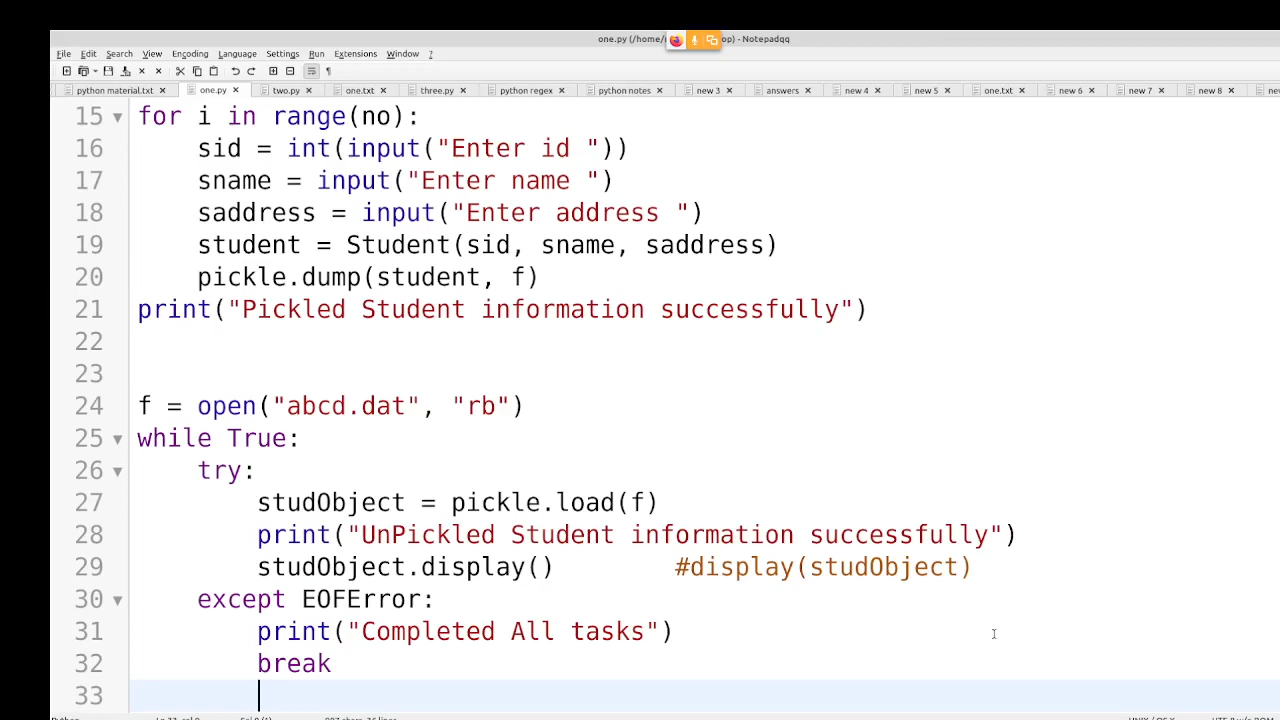 one.py (/home/ op) - Notepadqq
File Edit Search View Encoding Language Settings Run Extensions Window ?
python material.txt one.py two.py one.txt three.py python regex python notes new 3 answers new 4 new 5 one.txt new 6 new 7 new 8 new
15 for i in range(no):
16 sid = int(input("Enter id "))
17 sname = input("Enter name ")
18 saddress = input("Enter address ")
19 student = Student(sid, sname, saddress)
20 pickle.dump(student, f)
21 print("Pickled Student information successfully")
22
23
24 f = open("abcd.dat", "rb")
25 while True:
26 try:
27 studObject = pickle.load(f)
28 print("UnPickled Student information successfully")
29 studObject.display() #display(studObject)
30 except EOFError:
31 print("Completed All tasks")
32 break
33